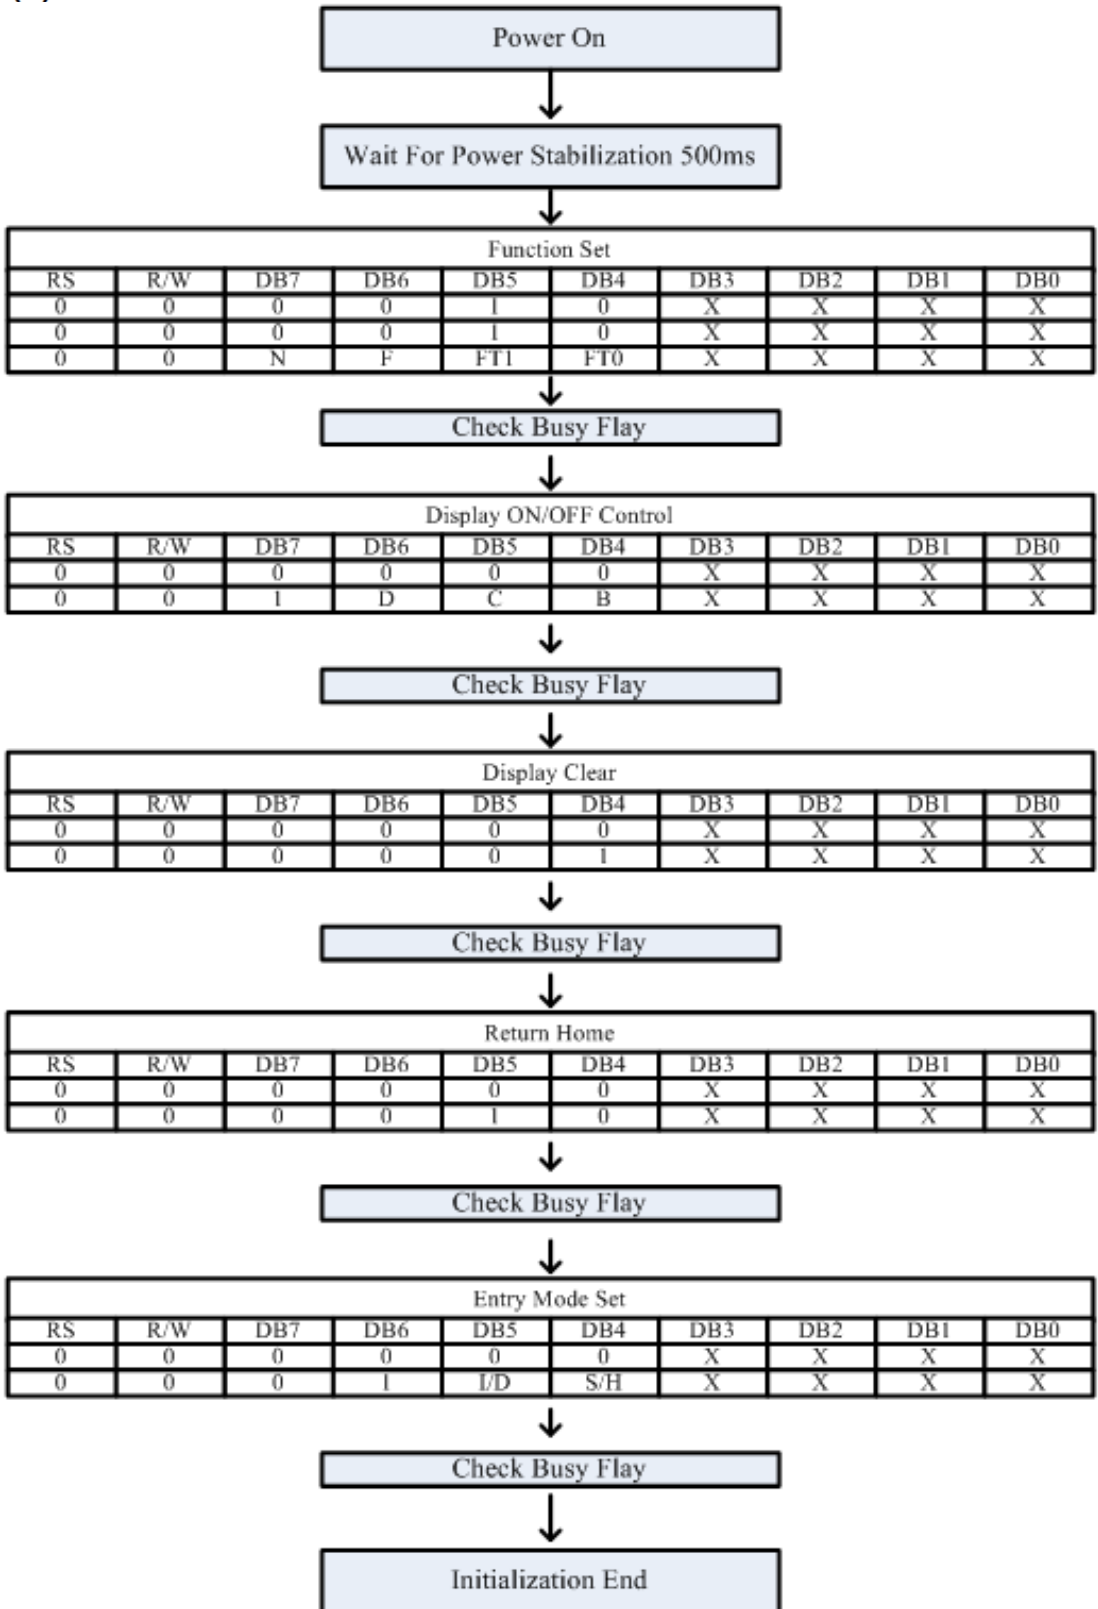 Power On
Wait For Power Stabilization 500ms
Function Set
RS R/W DB7 DB6 DB5 DB4 DB3 DB2 DB1 DB0
0 0 0 0 1 0 X X X X
0 0 0 0 1 0 X X X X
0 0 N F FT1 FT0 X X X X
Check Busy Flay
Display ON/OFF Control
RS R/W DB7 DB6 DB5 DB4 DB3 DB2 DB1 DB0
0 0 0 0 0 0 X X X X
0 0 1 D C B X X X X
Check Busy Flay
Display Clear
RS R/W DB7 DB6 DB5 DB4 DB3 DB2 DB1 DB0
0 0 0 0 0 0 X X X X
0 0 0 0 0 1 X X X X
Check Busy Flay
Return Home
RS R/W DB7 DB6 DB5 DB4 DB3 DB2 DB1 DB0
0 0 0 0 0 0 X X X X
0 0 0 0 1 0 X X X X
Check Busy Flay
Entry Mode Set
RS R/W DB7 DB6 DB5 DB4 DB3 DB2 DB1 DB0
0 0 0 0 0 0 X X X X
0 0 0 1 I/D S/H X X X X
Check Busy Flay
Initialization End